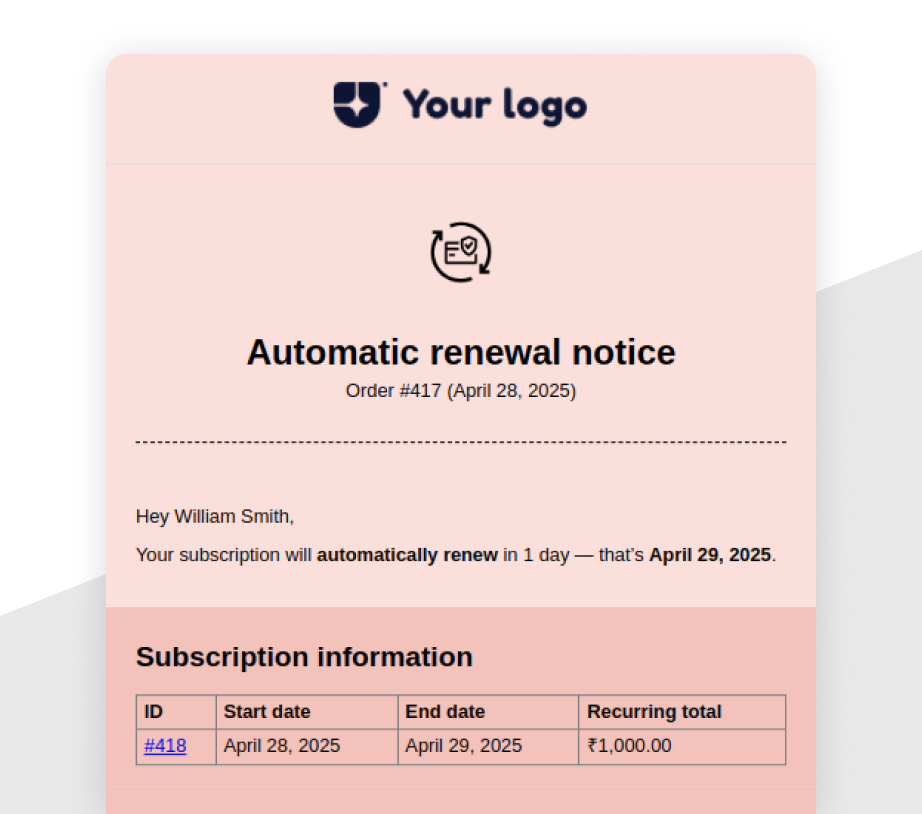 Your logo
Automatic renewal notice
Order #417 (April 28, 2025)
Hey William Smith,
Your subscription will automatically renew in 1 day — that’s April 29, 2025.
Subscription information
ID Start date End date Recurring total
#418 April 28, 2025 April 29, 2025 ₹1,000.00